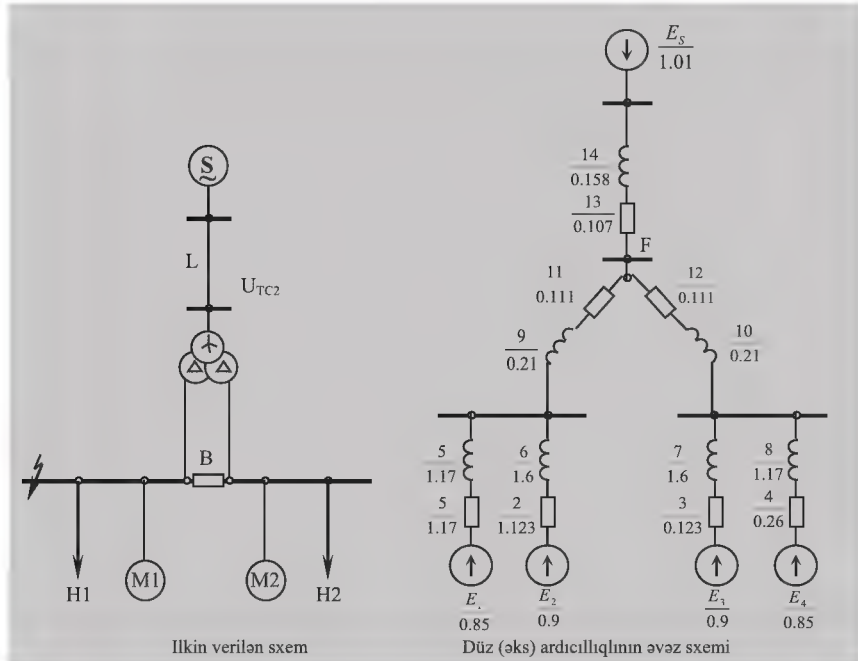 S
~
L
U_TC2
B
H1
M1
M2
H2
Ilkin verilən sxem
E_S
1.01
14
0.158
13
0.107
F
11
0.111
12
0.111
9
0.21
10
0.21
5
1.17
6
1.6
7
1.6
8
1.17
5
1.17
2
1.123
3
0.123
4
0.26
E.
0.85
E_2
0.9
E_3
0.9
E_4
0.85
Düz (əks) ardıcıllıqlının əvəz sxemi